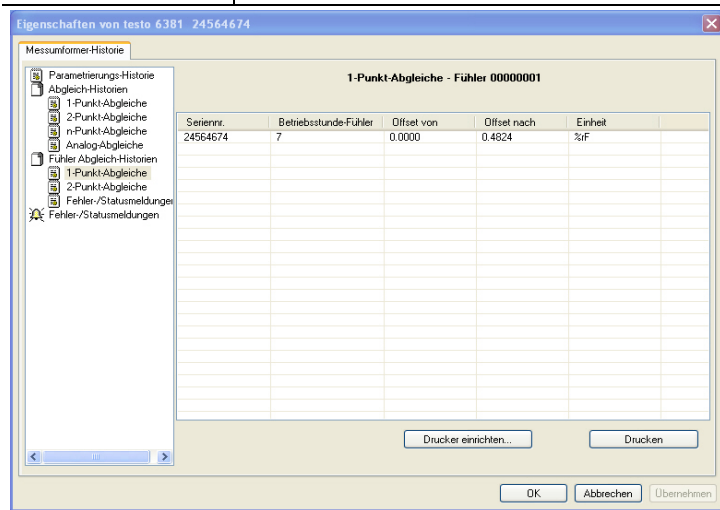 Eigenschaften von testo 6381 24564674
Messumformer-Historie
Parametrierungs-Historie
Abgleich-Historien
1-Punkt-Abgleiche
2-Punkt-Abgleiche
n-Punkt-Abgleiche
Analog-Abgleiche
Fühler Abgleich-Historien
1-Punkt-Abgleiche
2-Punkt-Abgleiche
Fehler-/Statusmeldungen
Fehler-/Statusmeldungen
1-Punkt-Abgleiche - Fühler 00000001
Seriennr. Betriebsstunde-Fühler Offset von Offset nach Einheit
24564674 7 0.0000 0.4824 %rF
Drucker einrichten... Drucken
OK Abbrechen Übernehmen